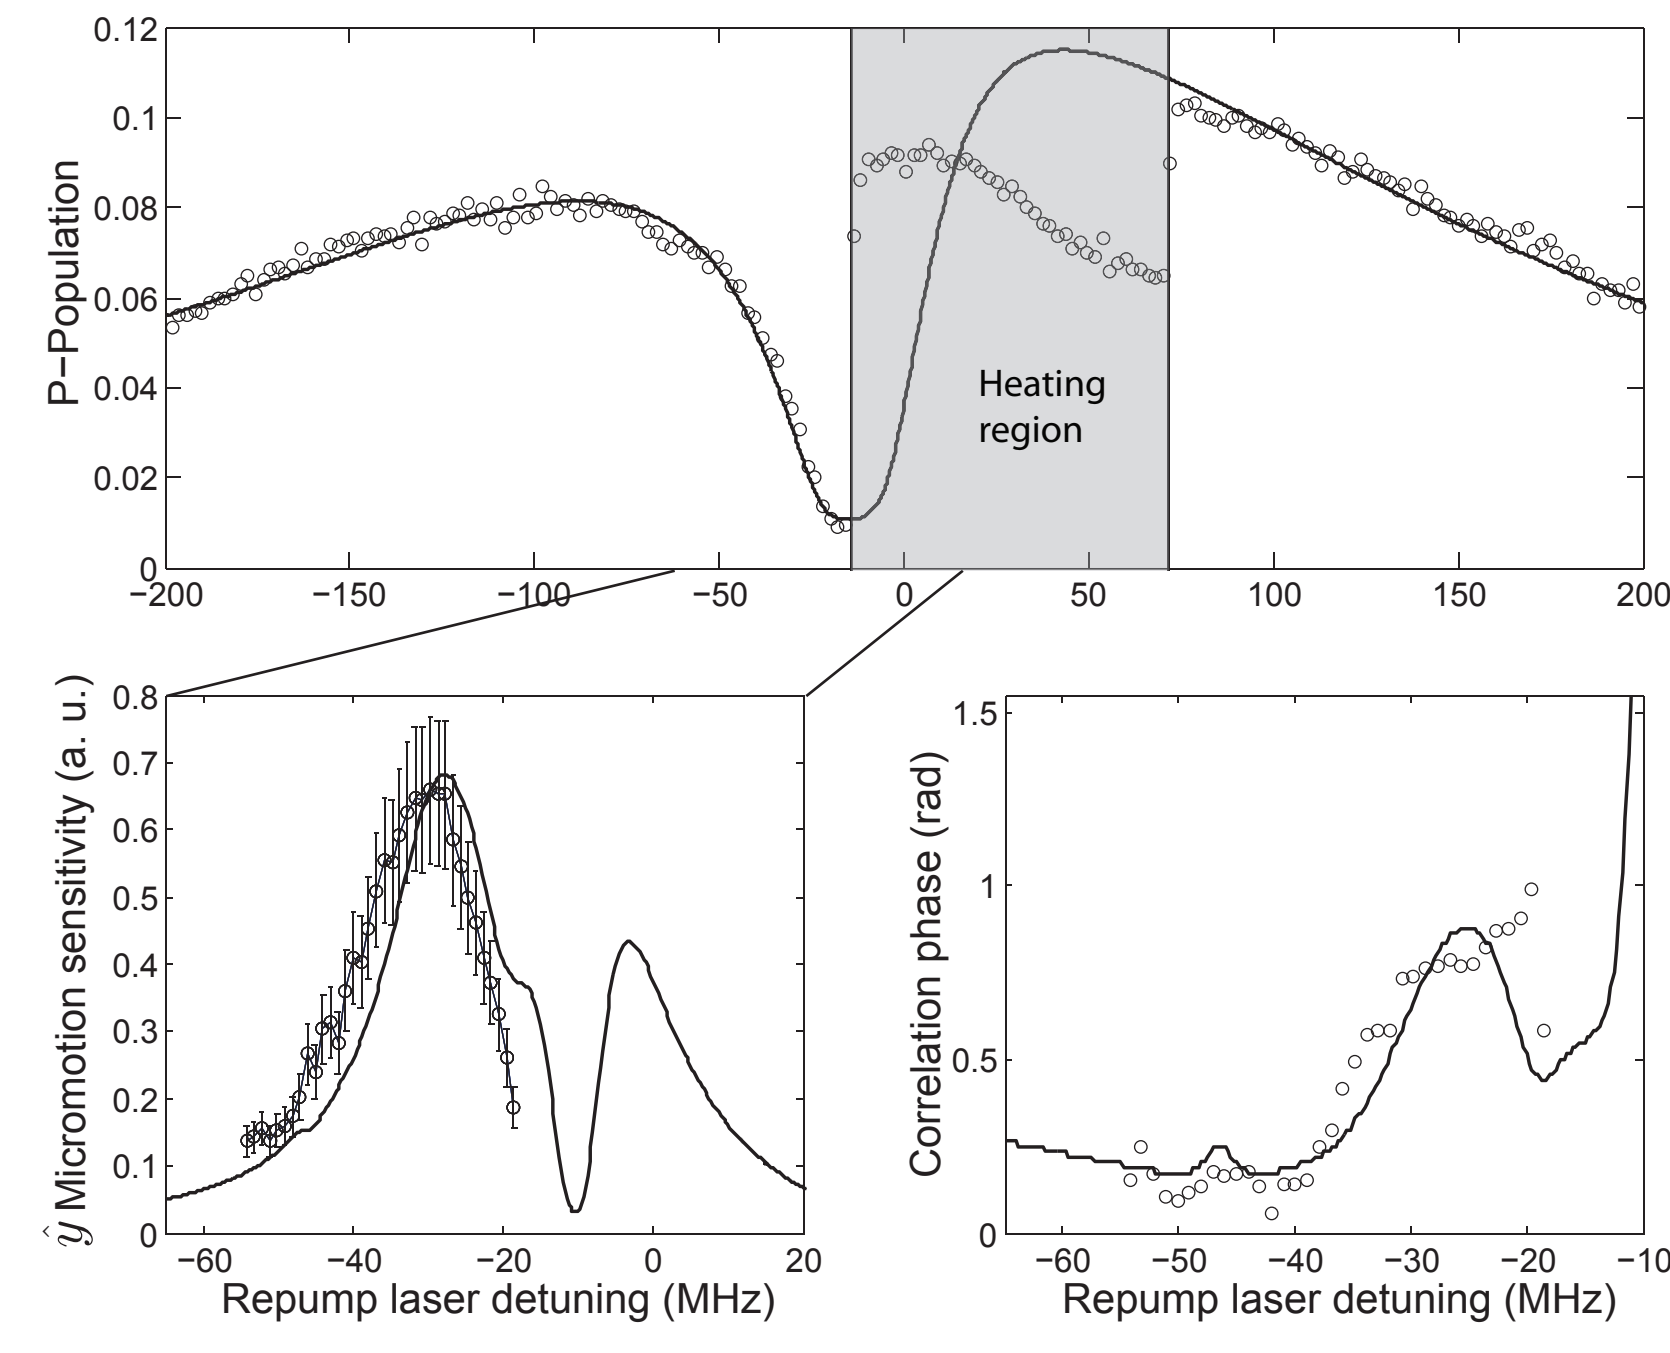 0.12
0.1
0.08
0.06
0.04
0.02
0
P−Population
Heating
region
−200 −150 −100 −50 0 50 100 150 200
0.8
0.7
0.6
0.5
0.4
0.3
0.2
0.1
0
ŷ Micromotion sensitivity (a. u.)
−60 −40 −20 0 20
Repump laser detuning (MHz)
1.5
1
0.5
0
Correlation phase (rad)
−60 −50 −40 −30 −20 −10
Repump laser detuning (MHz)